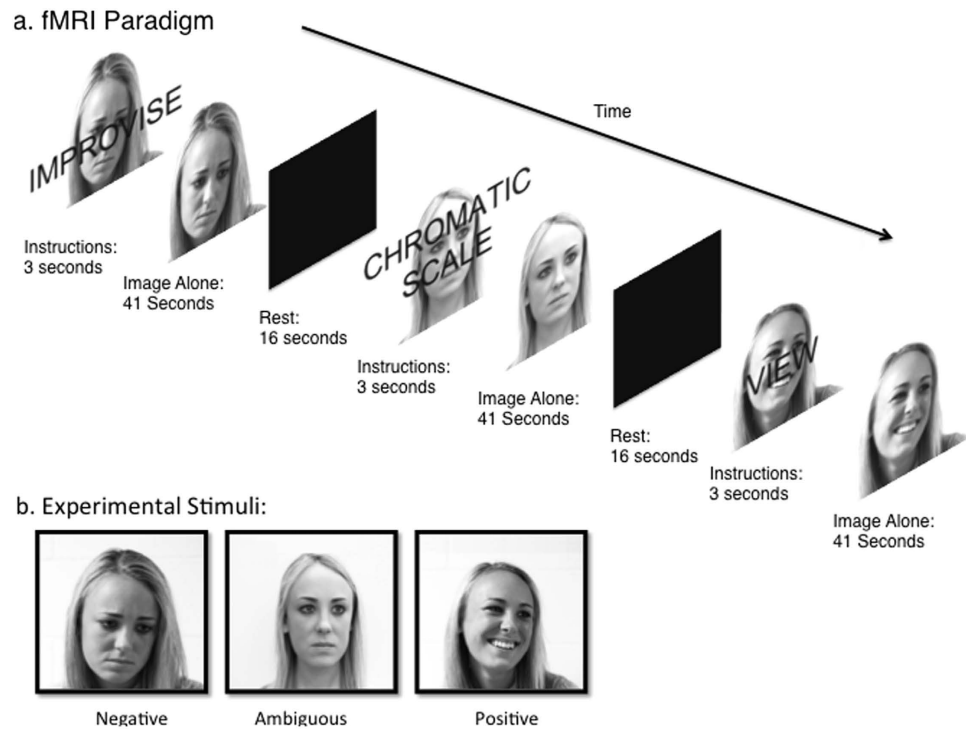 a. fMRI Paradigm
Time
IMPROVISE
Instructions:
3 seconds
Image Alone:
41 Seconds
Rest:
16 seconds
CHROMATIC
SCALE
Instructions:
3 seconds
Image Alone:
41 Seconds
Rest:
16 seconds
VIEW
Instructions:
3 seconds
Image Alone:
41 Seconds
b. Experimental Stimuli:
Negative
Ambiguous
Positive